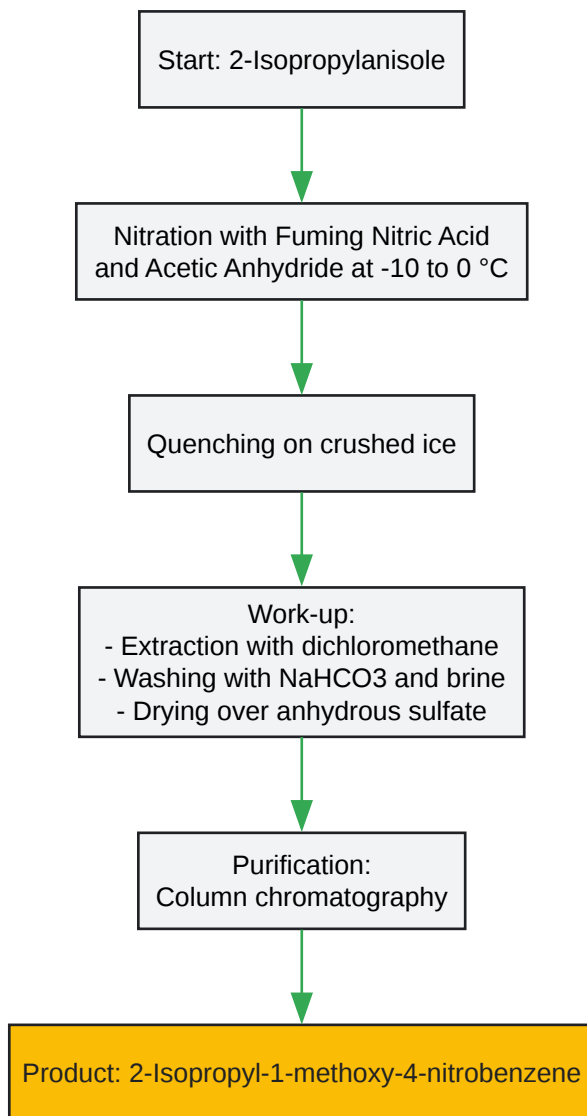 Start: 2-Isopropylanisole
Nitration with Fuming Nitric Acid
and Acetic Anhydride at -10 to 0 °C
Quenching on crushed ice
Work-up:
- Extraction with dichloromethane
- Washing with NaHCO3 and brine
- Drying over anhydrous sulfate
Purification:
Column chromatography
Product: 2-Isopropyl-1-methoxy-4-nitrobenzene